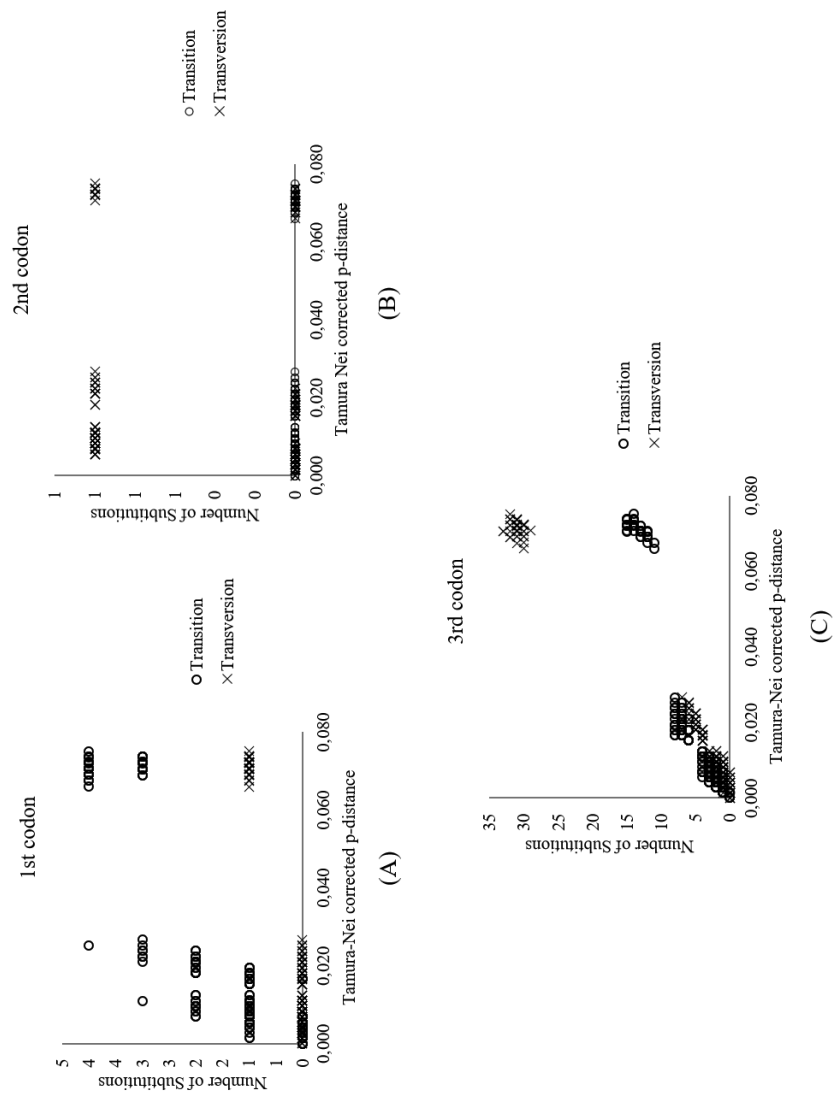 1st codon
Number of Subtitutions
5
4
4
3
3
2
2
1
1
0
0,000 0,020 0,040 0,060 0,080
Tamura-Nei corrected p-distance
Transition
Transversion
(A)
2nd codon
Number of Subtitutions
1
1
1
1
0
0
0
0,000 0,020 0,040 0,060 0,080
Tamura Nei corrected p-distance
Transition
Transversion
(B)
3rd codon
Number of Subtitutions
35
30
25
20
15
10
5
0
0,000 0,020 0,040 0,060 0,080
Tamura-Nei corrected p-distance
Transition
Transversion
(C)